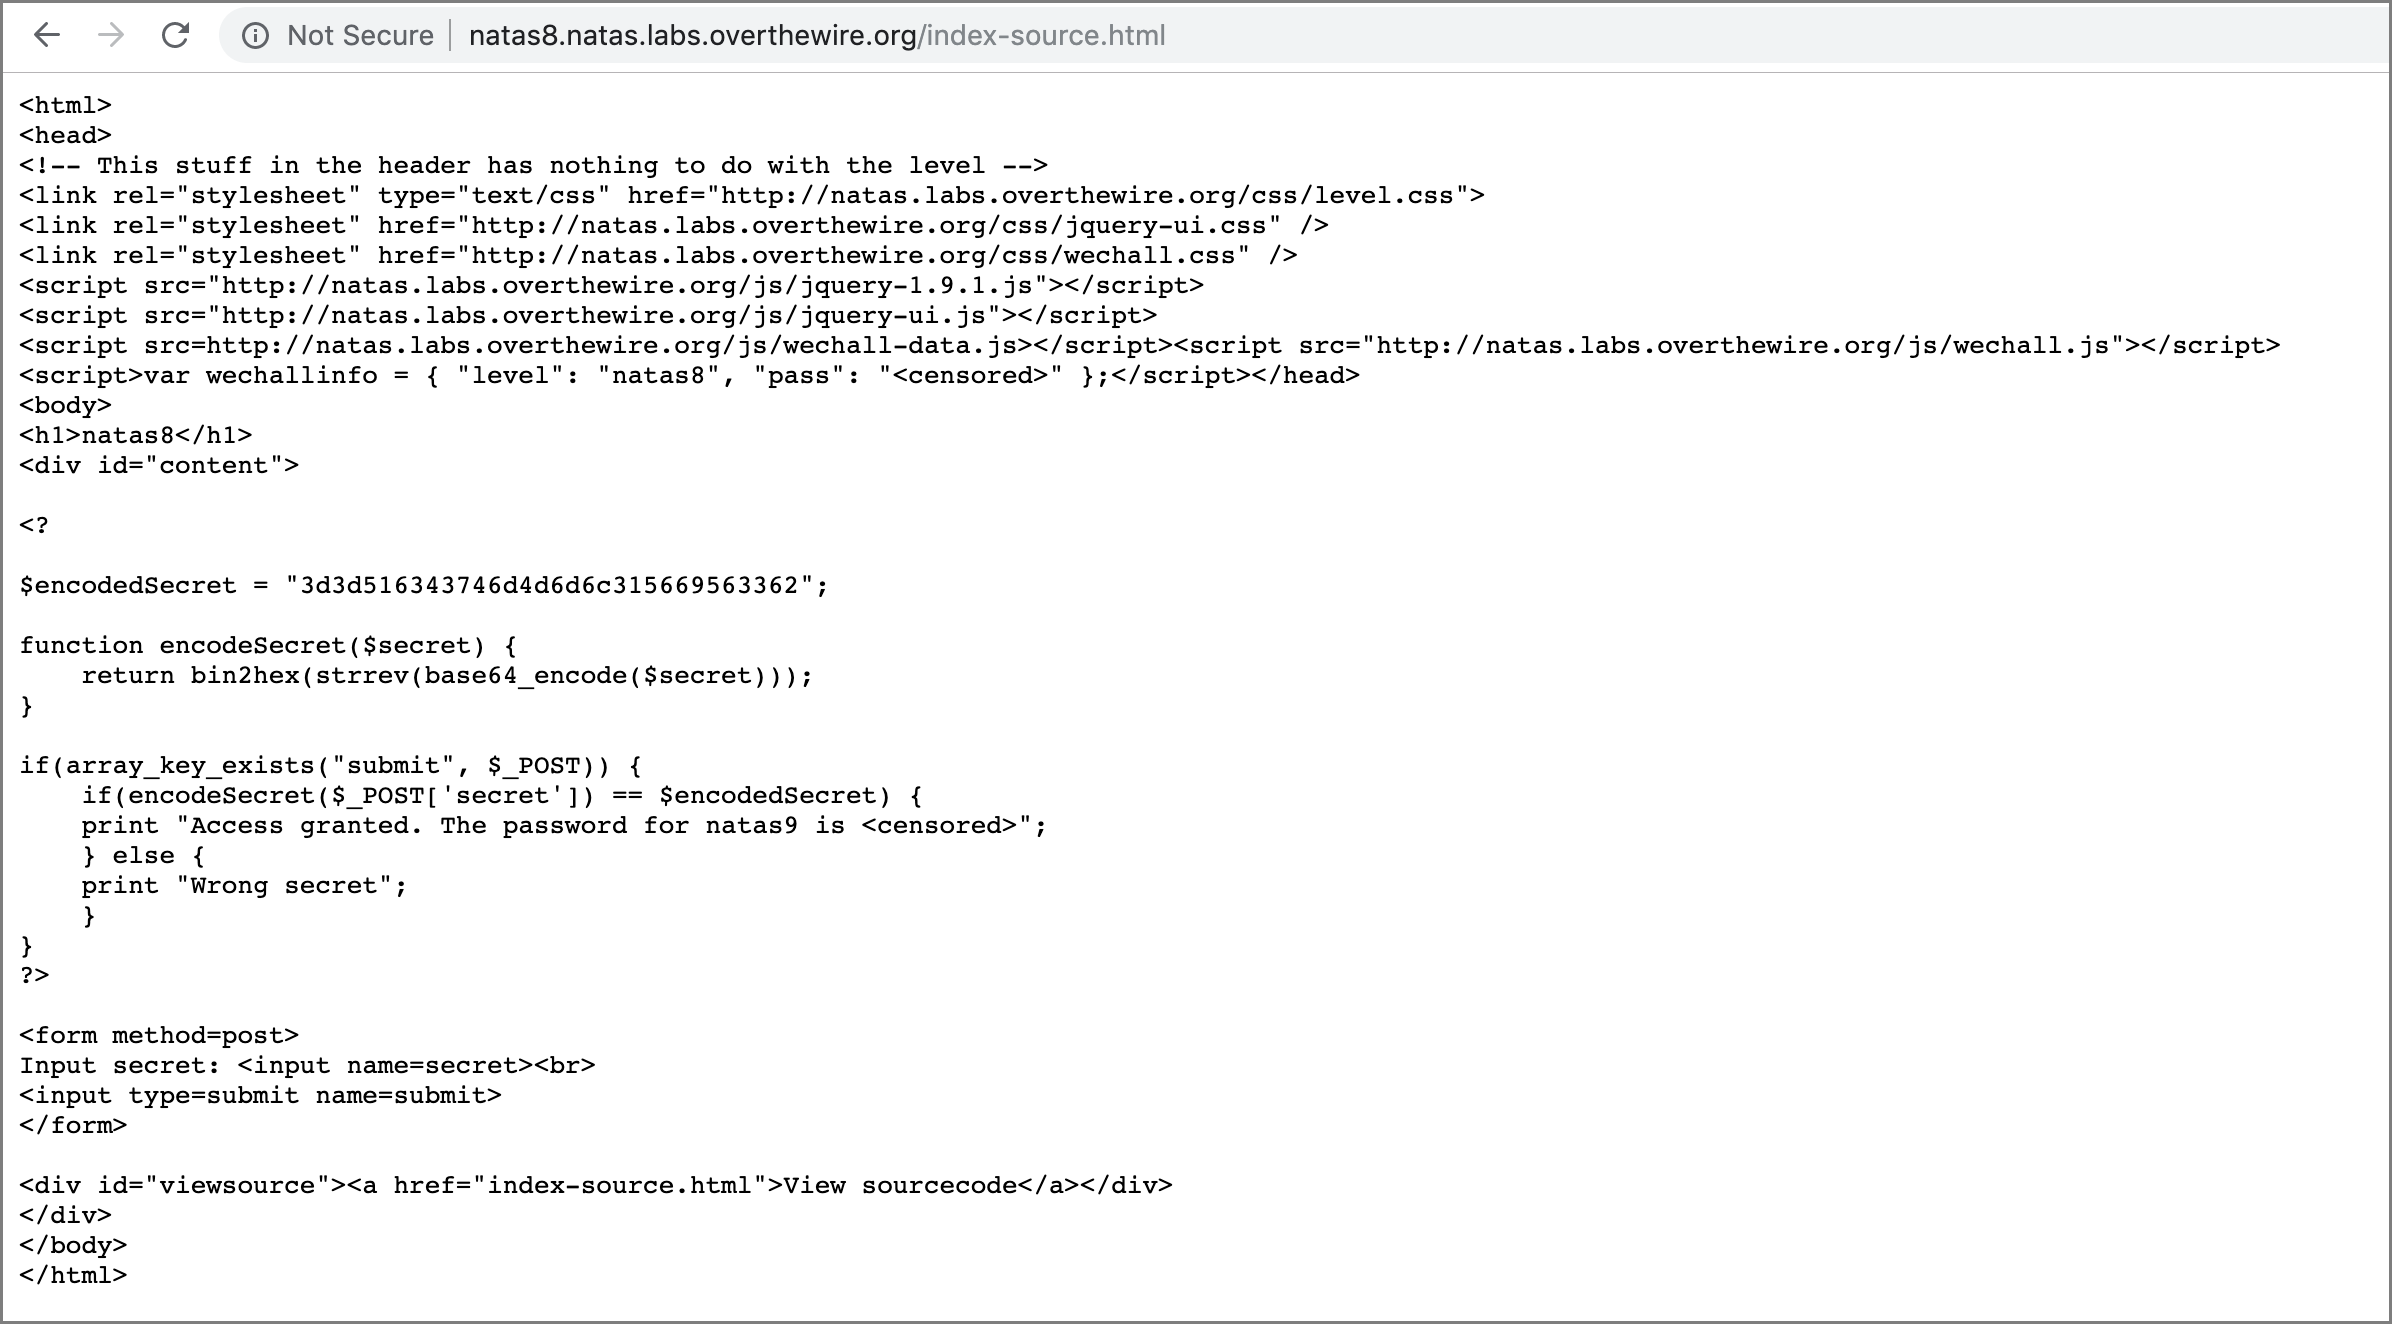 Not Secure | natas8.natas.labs.overthewire.org/index-source.html
<html>
<head>
<!-- This stuff in the header has nothing to do with the level -->
<link rel="stylesheet" type="text/css" href="http://natas.labs.overthewire.org/css/level.css">
<link rel="stylesheet" href="http://natas.labs.overthewire.org/css/jquery-ui.css" />
<link rel="stylesheet" href="http://natas.labs.overthewire.org/css/wechall.css" />
<script src="http://natas.labs.overthewire.org/js/jquery-1.9.1.js"></script>
<script src="http://natas.labs.overthewire.org/js/jquery-ui.js"></script>
<script src=http://natas.labs.overthewire.org/js/wechall-data.js></script><script src="http://natas.labs.overthewire.org/js/wechall.js"></script>
<script>var wechallinfo = { "level": "natas8", "pass": "<censored>" };</script></head>
<body>
<h1>natas8</h1>
<div id="content">

<?

$encodedSecret = "3d3d516343746d4d6d6c315669563362";

function encodeSecret($secret) {
    return bin2hex(strrev(base64_encode($secret)));
}

if(array_key_exists("submit", $_POST)) {
    if(encodeSecret($_POST['secret']) == $encodedSecret) {
    print "Access granted. The password for natas9 is <censored>";
    } else {
    print "Wrong secret";
    }
}
?>

<form method=post>
Input secret: <input name=secret><br>
<input type=submit name=submit>
</form>

<div id="viewsource"><a href="index-source.html">View sourcecode</a></div>
</div>
</body>
</html>